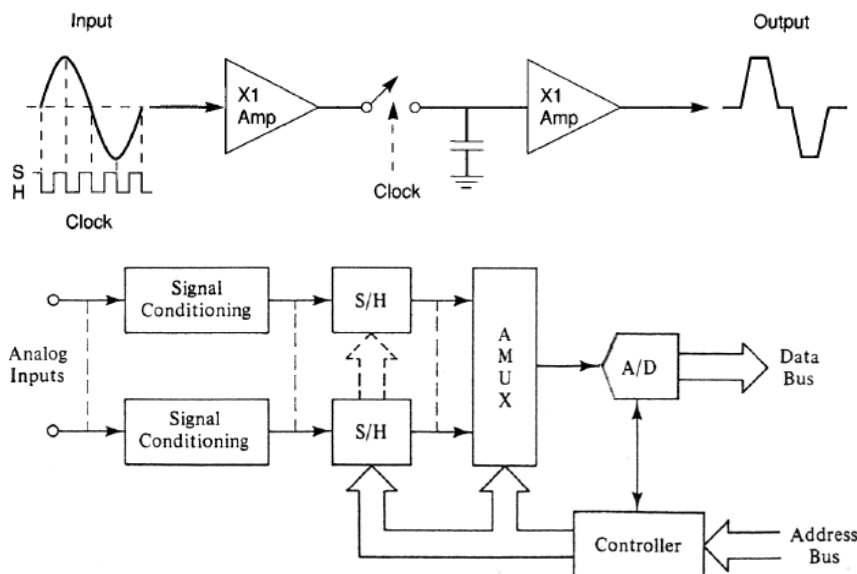 Input
Output
X1
Amp
X1
Amp
S
H
Clock
Clock
Signal
Conditioning
S/H
Analog
Inputs
A
M
U
X
A/D
Data
Bus
Signal
Conditioning
S/H
Controller
Address
Bus